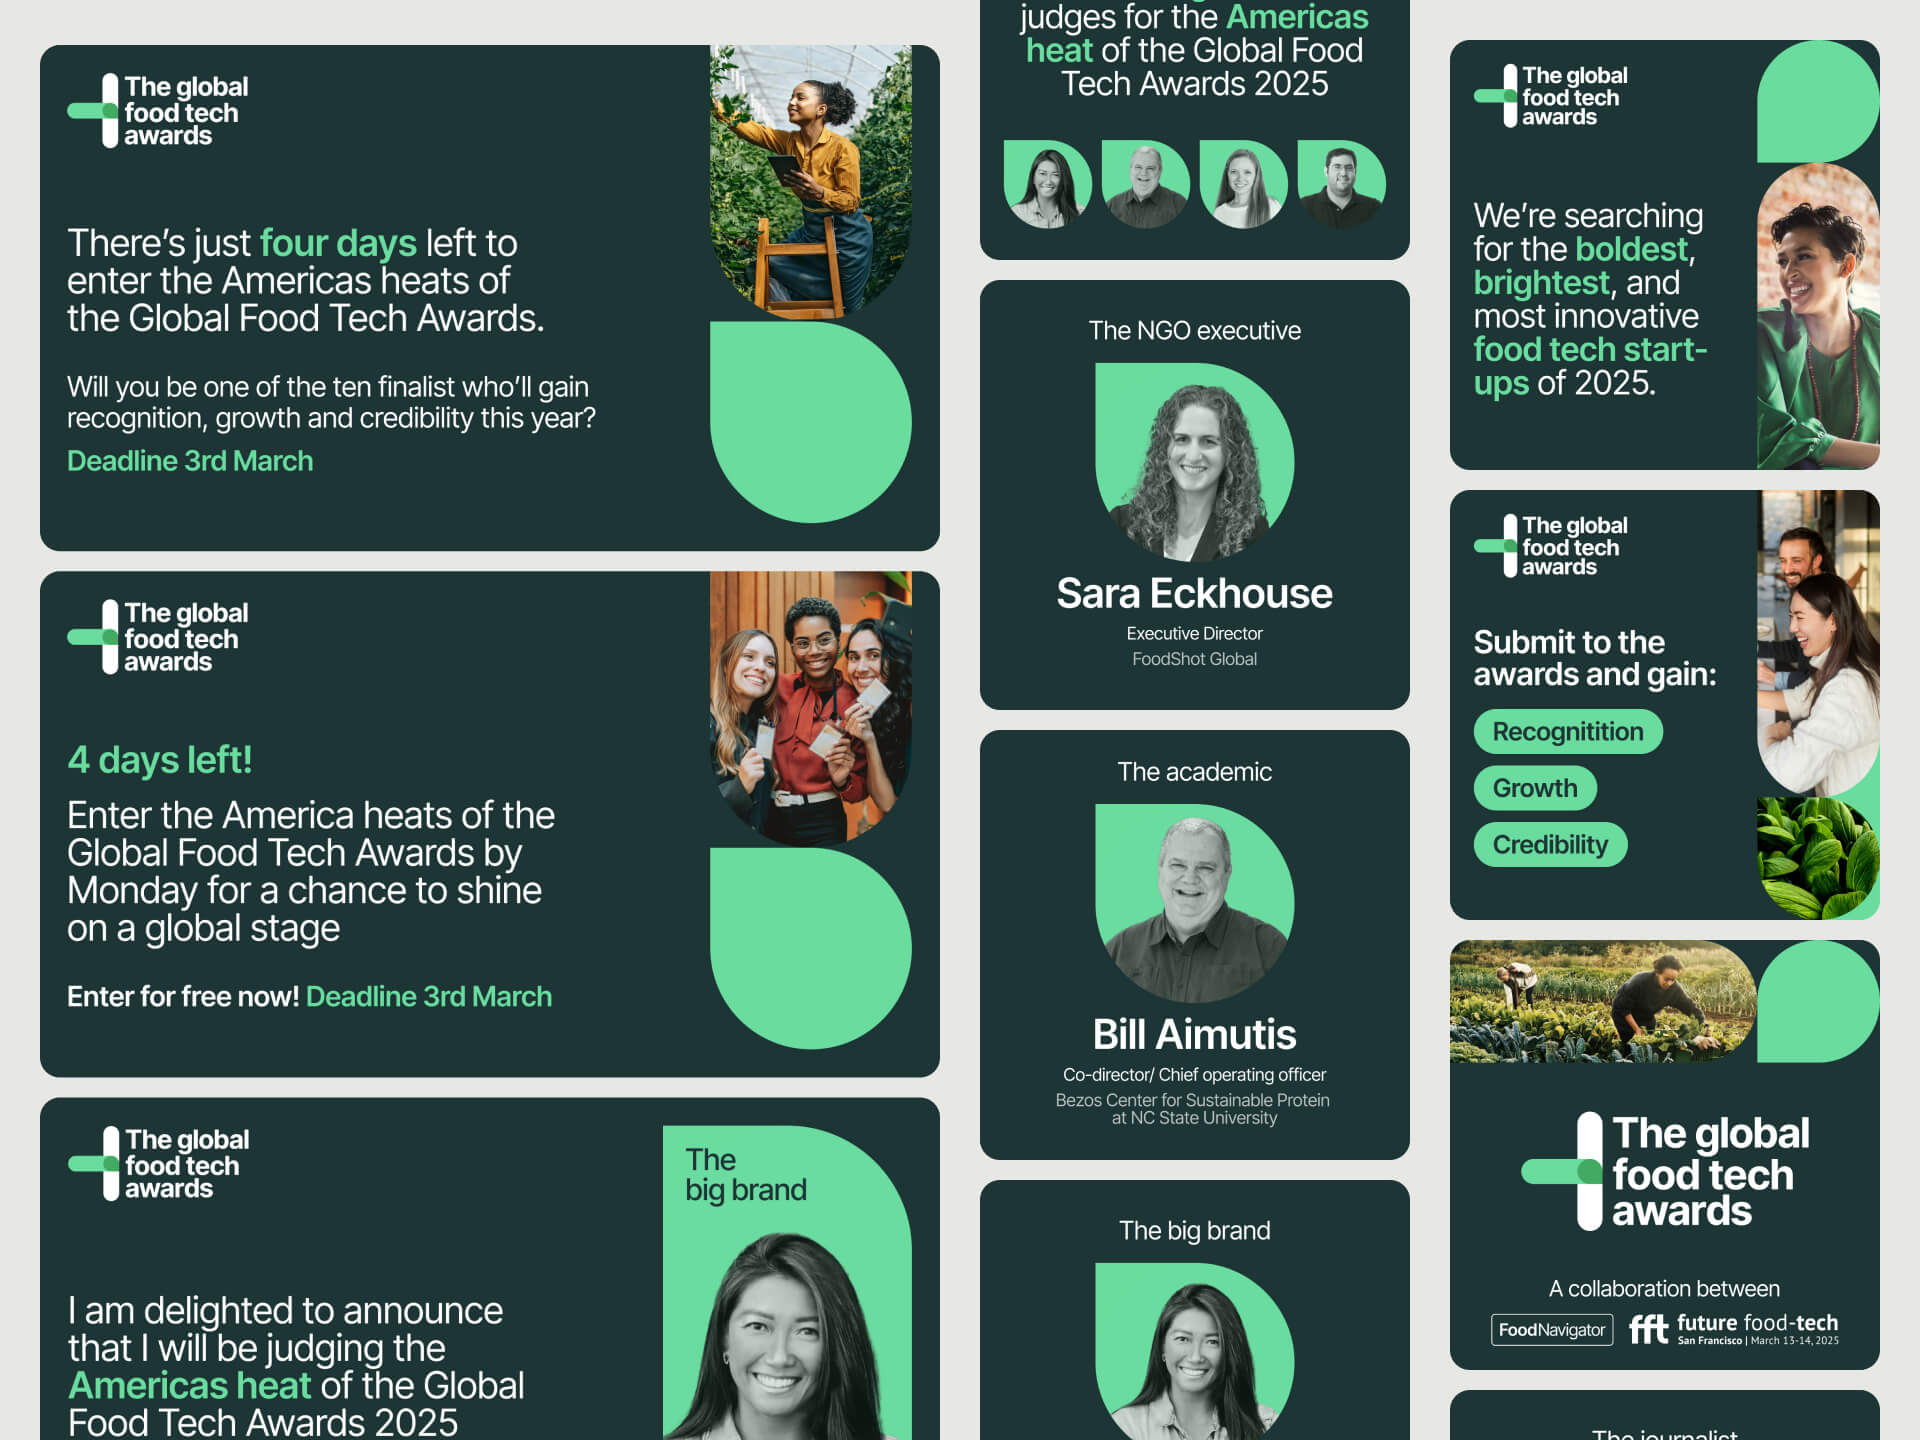 The global
food tech
awards
There's just four days left to
enter the Americas heats of
the Global Food Tech Awards.
Will you be one of the ten finalist who'll gain
recognition, growth and credibility this year?
Deadline 3rd March
The global
food tech
awards
4 days left!
Enter the America heats of the
Global Food Tech Awards by
Monday for a chance to shine
on a global stage
Enter for free now! Deadline 3rd March
The global
food tech
awards
The
big brand
I am delighted to announce
that I will be judging the
Americas heat of the Global
Food Tech Awards 2025
judges for the Americas
heat of the Global Food
Tech Awards 2025
The NGO executive
Sara Eckhouse
Executive Director
FoodShot Global
The academic
Bill Aimutis
Co-director/ Chief operating officer
Bezos Center for Sustainable Protein
at NC State University
The big brand
The global
food tech
awards
We're searching
for the boldest,
brightest, and
most innovative
food tech start-
ups of 2025.
The global
food tech
awards
Submit to the
awards and gain:
Recognitition
Growth
Credibility
The global
food tech
awards
A collaboration between
FoodNavigator
fft future food-tech
San Francisco | March 13-14, 2025
The journalist